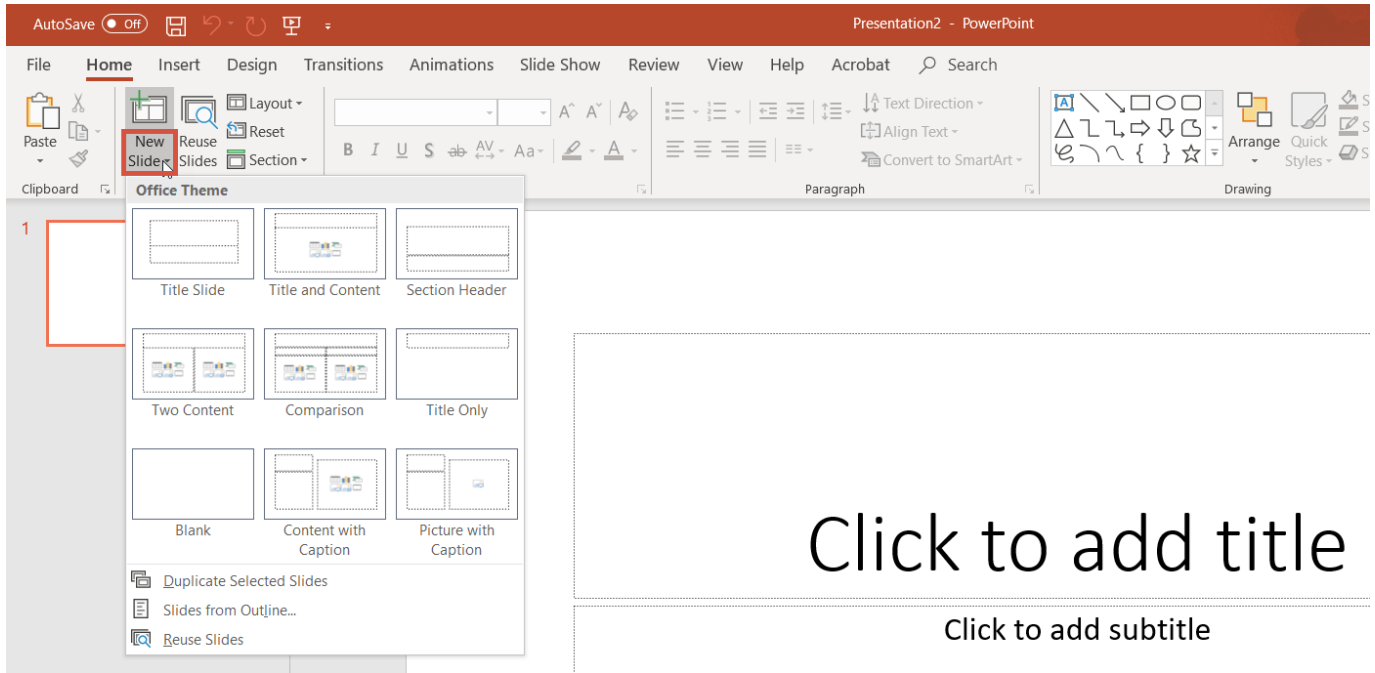 AutoSave Off
Presentation2 - PowerPoint
File Home Insert Design Transitions Animations Slide Show Review View Help Acrobat Search
Paste
Clipboard
New
Slide
Reuse
Slides
Layout
Reset
Section
B I U S ab AV Aa A
Text Direction
Align Text
Convert to SmartArt
Paragraph
Arrange
Quick
Styles
S
S
S
Drawing
Office Theme
Title Slide
Title and Content
Section Header
Two Content
Comparison
Title Only
Blank
Content with
Caption
Picture with
Caption
Duplicate Selected Slides
Slides from Outline...
Reuse Slides
1
Click to add title
Click to add subtitle